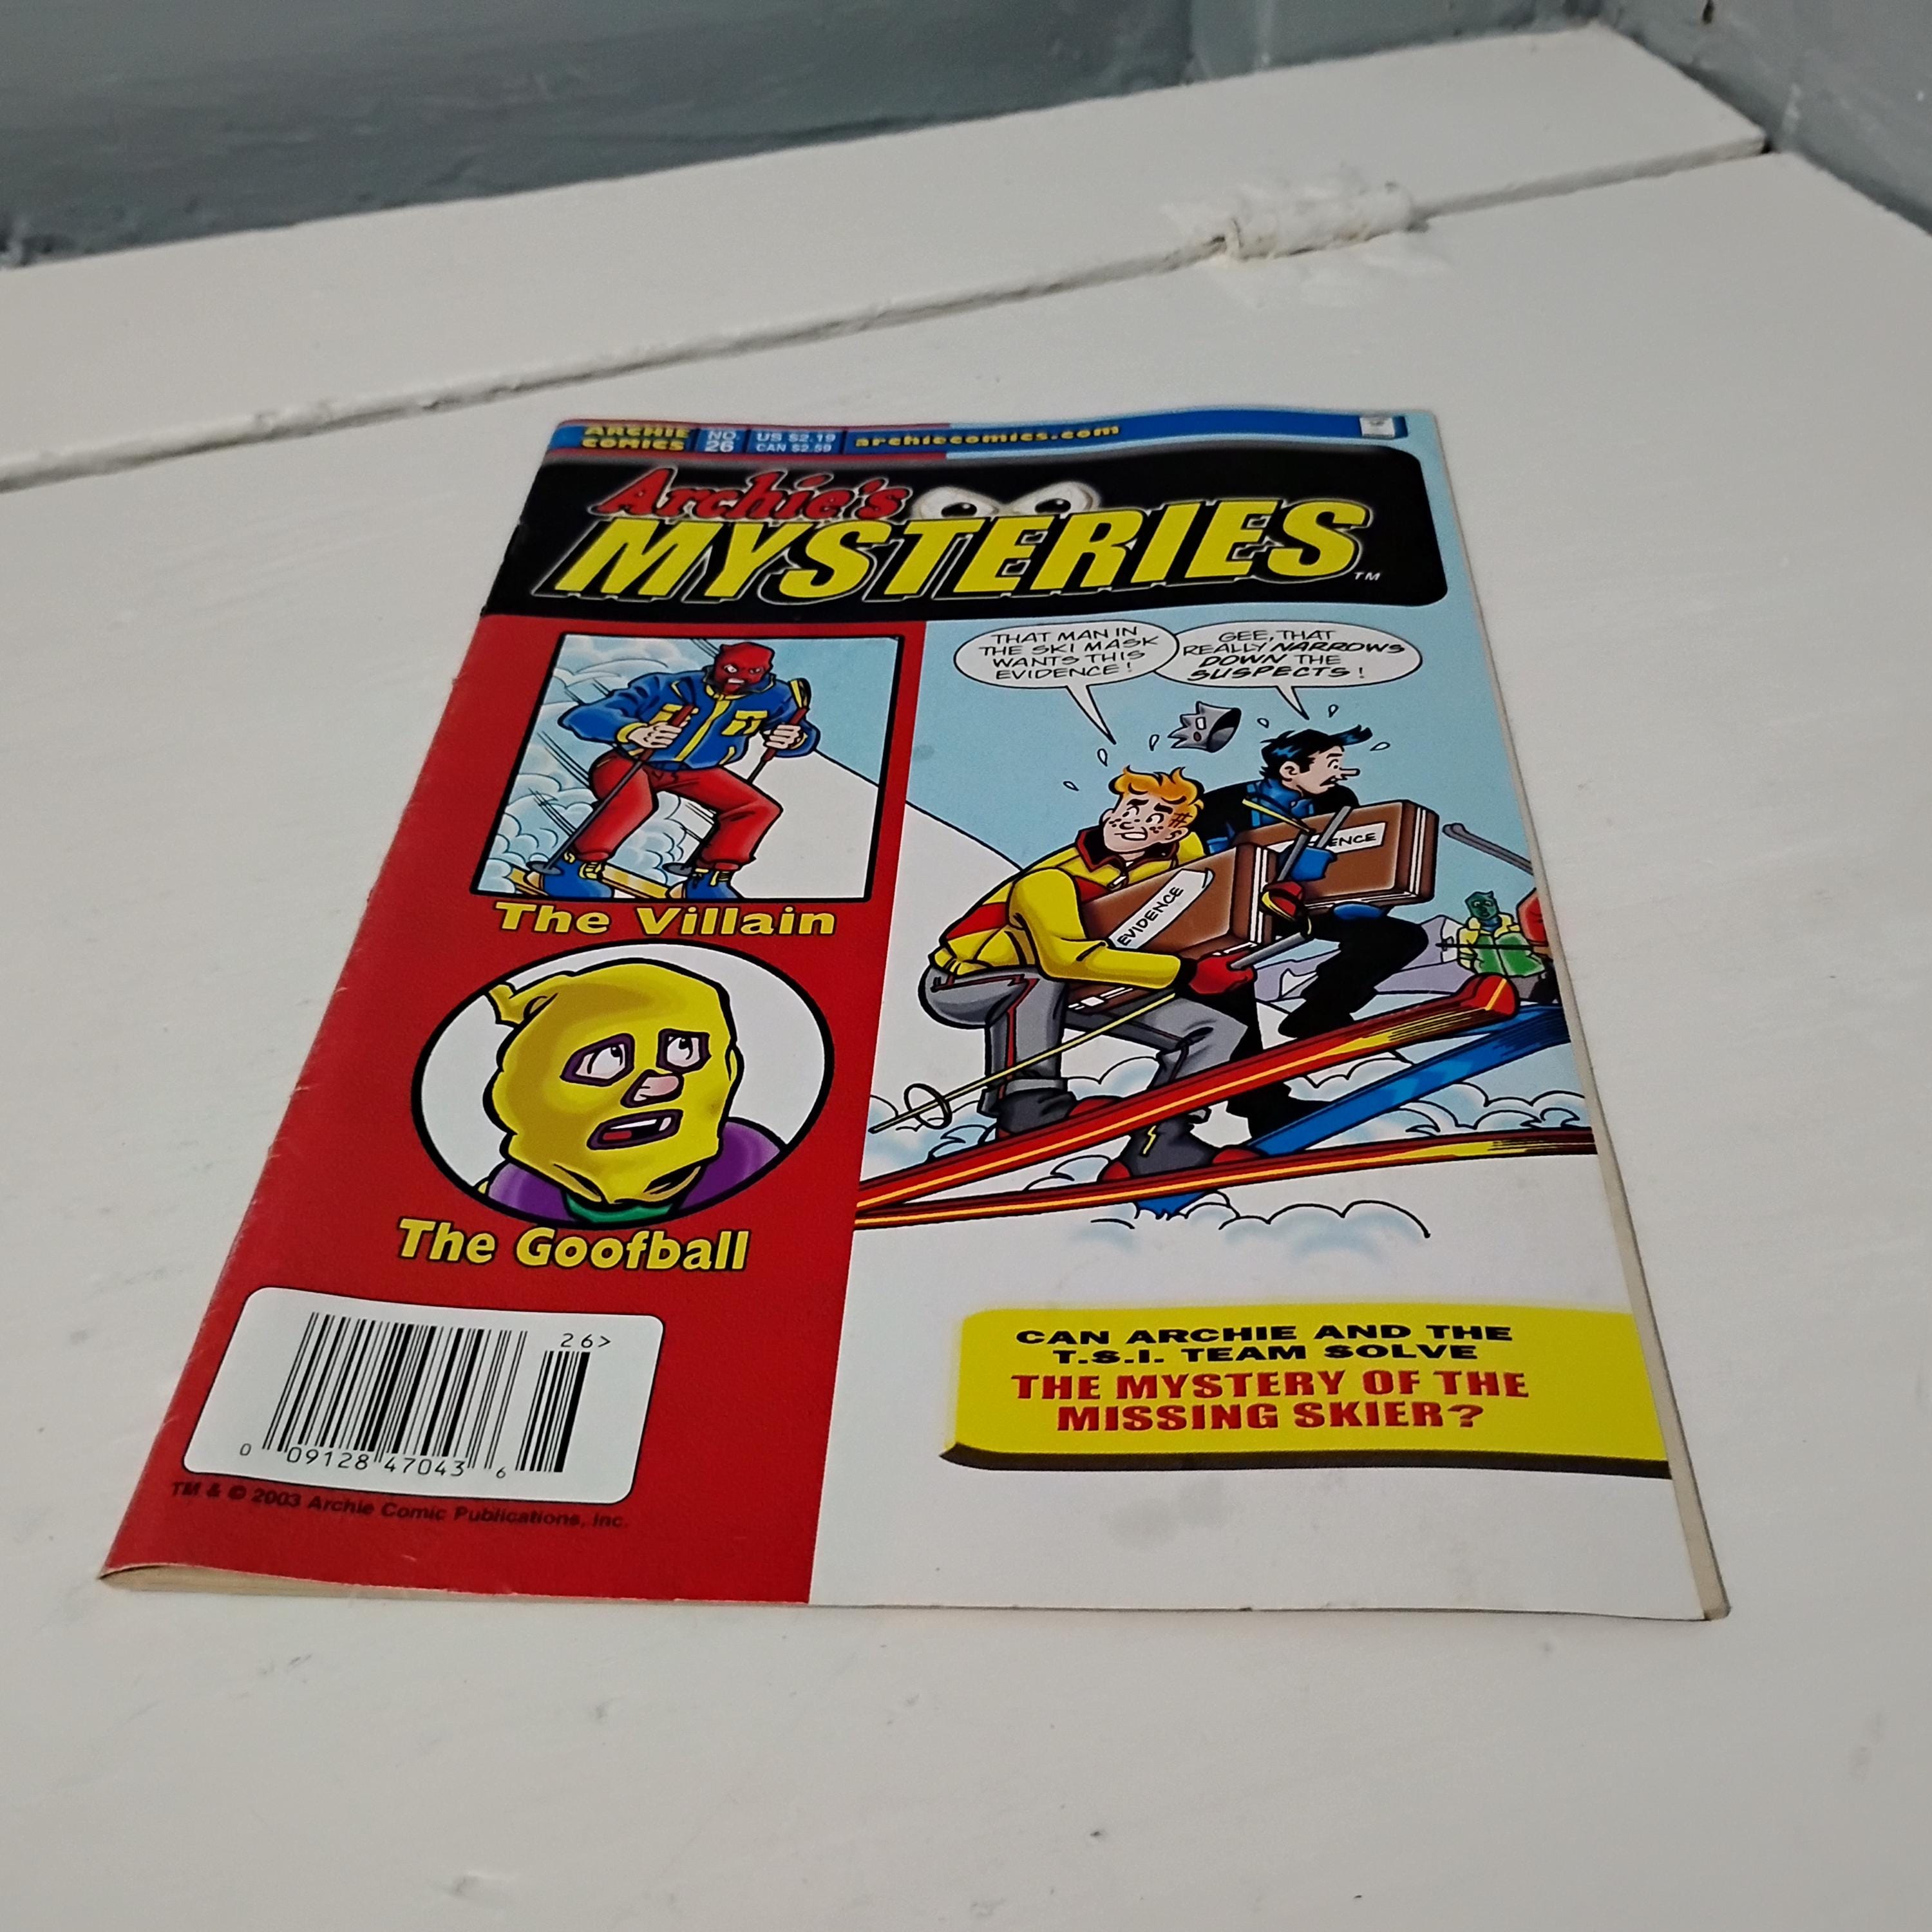 ARCHIE
COMICS
NO.
26
US $2.19
CAN $2.59
archiecomics.com
Archie's
MYSTERIES™
THAT MAN IN
THE SKI MASK
WANTS THIS
EVIDENCE!
GEE, THAT
REALLY NARROWS
DOWN THE
SUSPECTS!
EVIDENCE
ENCE
The Villain
The Goofball
26>
0 09128 47043 6
TM & © 2003 Archie Comic Publications, Inc.
CAN ARCHIE AND THE
T.S.I. TEAM SOLVE
THE MYSTERY OF THE
MISSING SKIER?